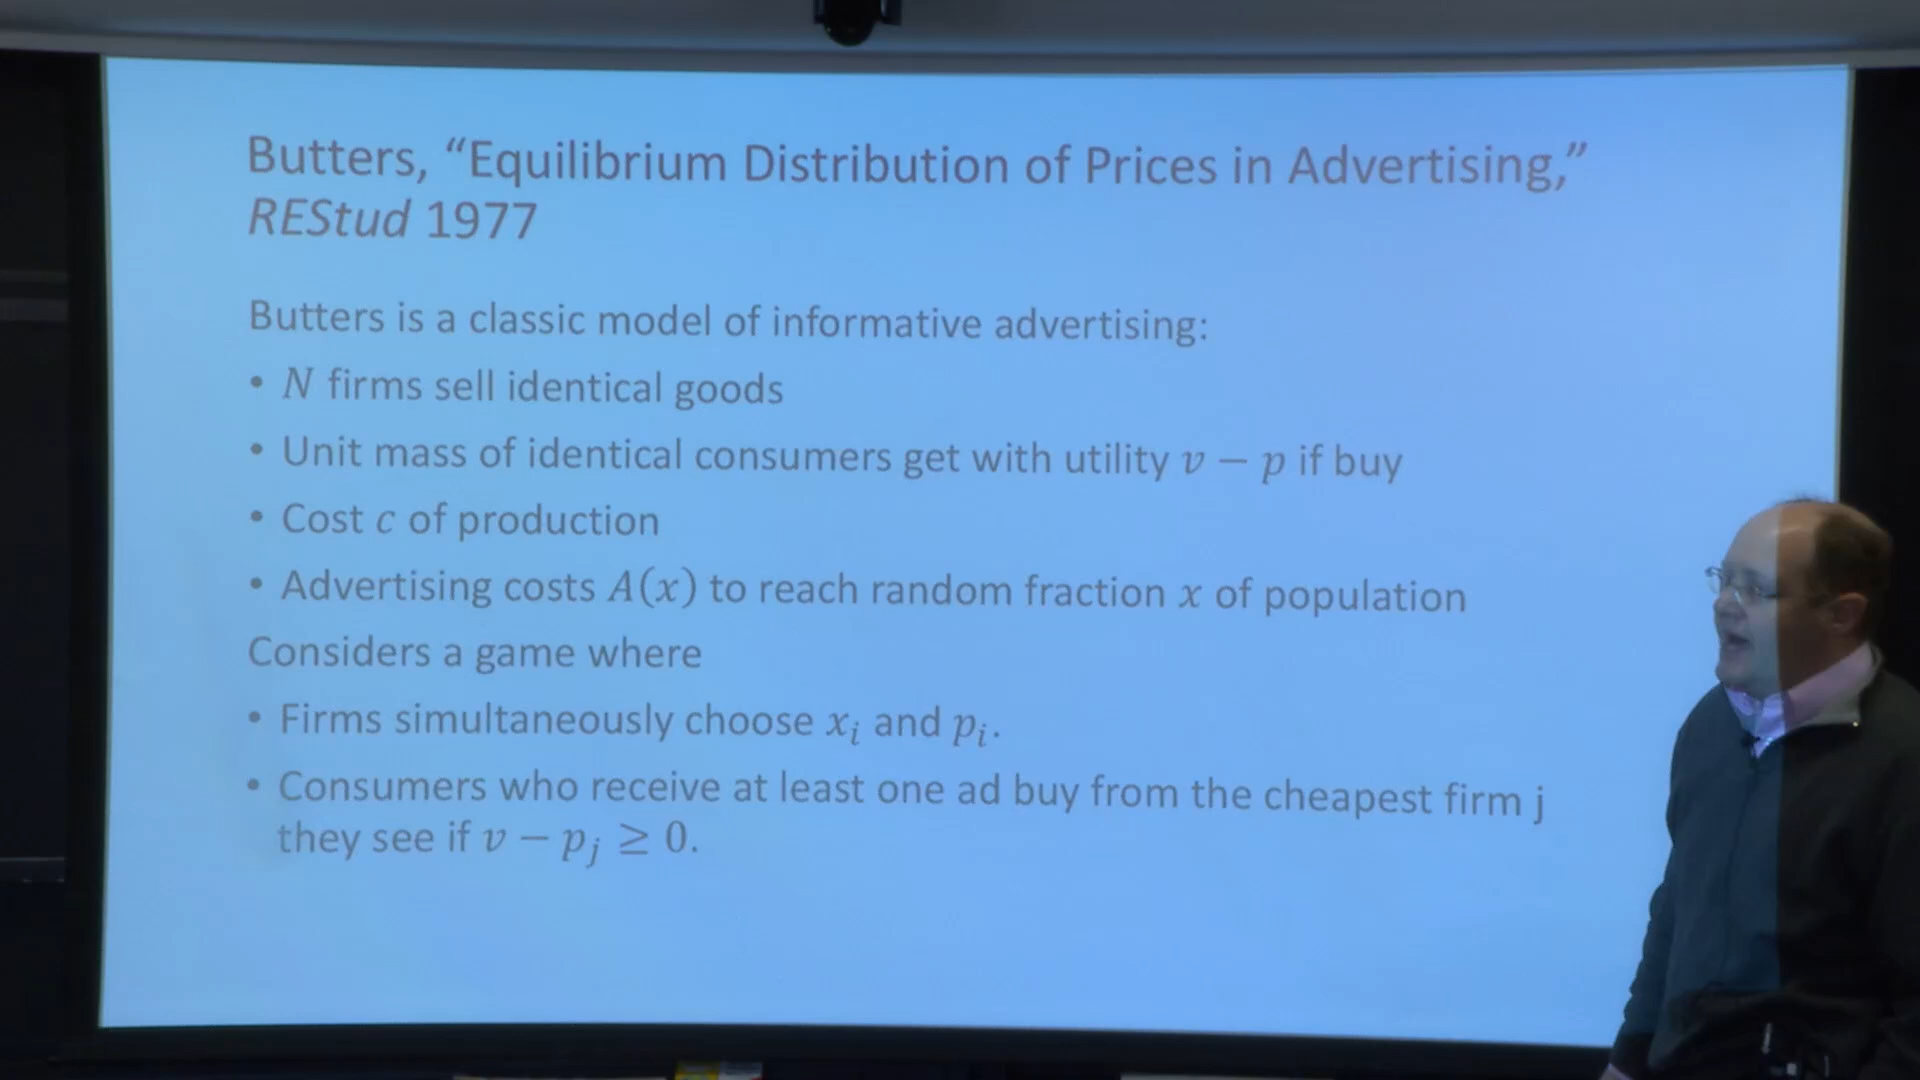 Butters, “Equilibrium Distribution of Prices in Advertising,”
REStud 1977
Butters is a classic model of informative advertising:
• N firms sell identical goods
• Unit mass of identical consumers get with utility v − p if buy
• Cost c of production
• Advertising costs A(x) to reach random fraction x of population
Considers a game where
• Firms simultaneously choose xᵢ and pᵢ.
• Consumers who receive at least one ad buy from the cheapest firm j
they see if v − pⱼ ≥ 0.